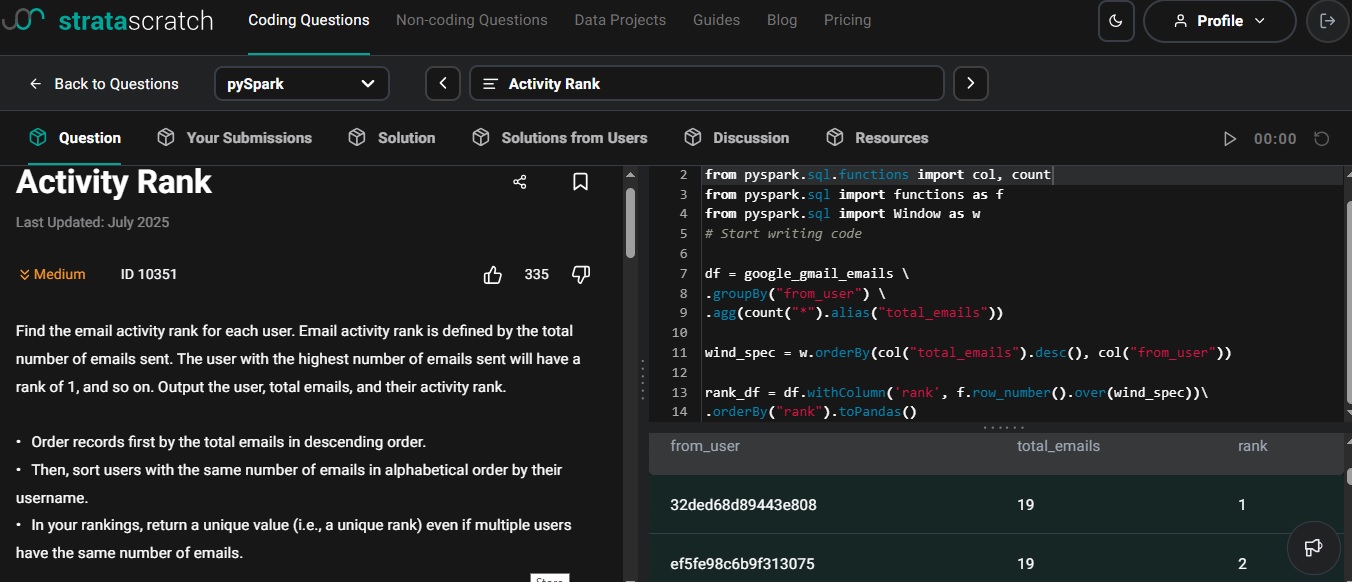 stratascratch
Coding Questions
Non-coding Questions
Data Projects
Guides
Blog
Pricing
Profile
Back to Questions
pySpark
Activity Rank
Question
Your Submissions
Solution
Solutions from Users
Discussion
Resources
00:00
Activity Rank
Last Updated: July 2025
Medium
ID 10351
335
Find the email activity rank for each user. Email activity rank is defined by the total
number of emails sent. The user with the highest number of emails sent will have a
rank of 1, and so on. Output the user, total emails, and their activity rank.
• Order records first by the total emails in descending order.
• Then, sort users with the same number of emails in alphabetical order by their
username.
• In your rankings, return a unique value (i.e., a unique rank) even if multiple users
have the same number of emails.
2 from pyspark.sql.functions import col, count
3 from pyspark.sql import functions as f
4 from pyspark.sql import Window as w
5 # Start writing code
6
7 df = google_gmail_emails \
8 .groupBy("from_user") \
9 .agg(count("*").alias("total_emails"))
10
11 wind_spec = w.orderBy(col("total_emails").desc(), col("from_user"))
12
13 rank_df = df.withColumn('rank', f.row_number().over(wind_spec))\
14 .orderBy("rank").toPandas()
from_user total_emails rank
32ded68d89443e808 19 1
ef5fe98c6b9f313075 19 2